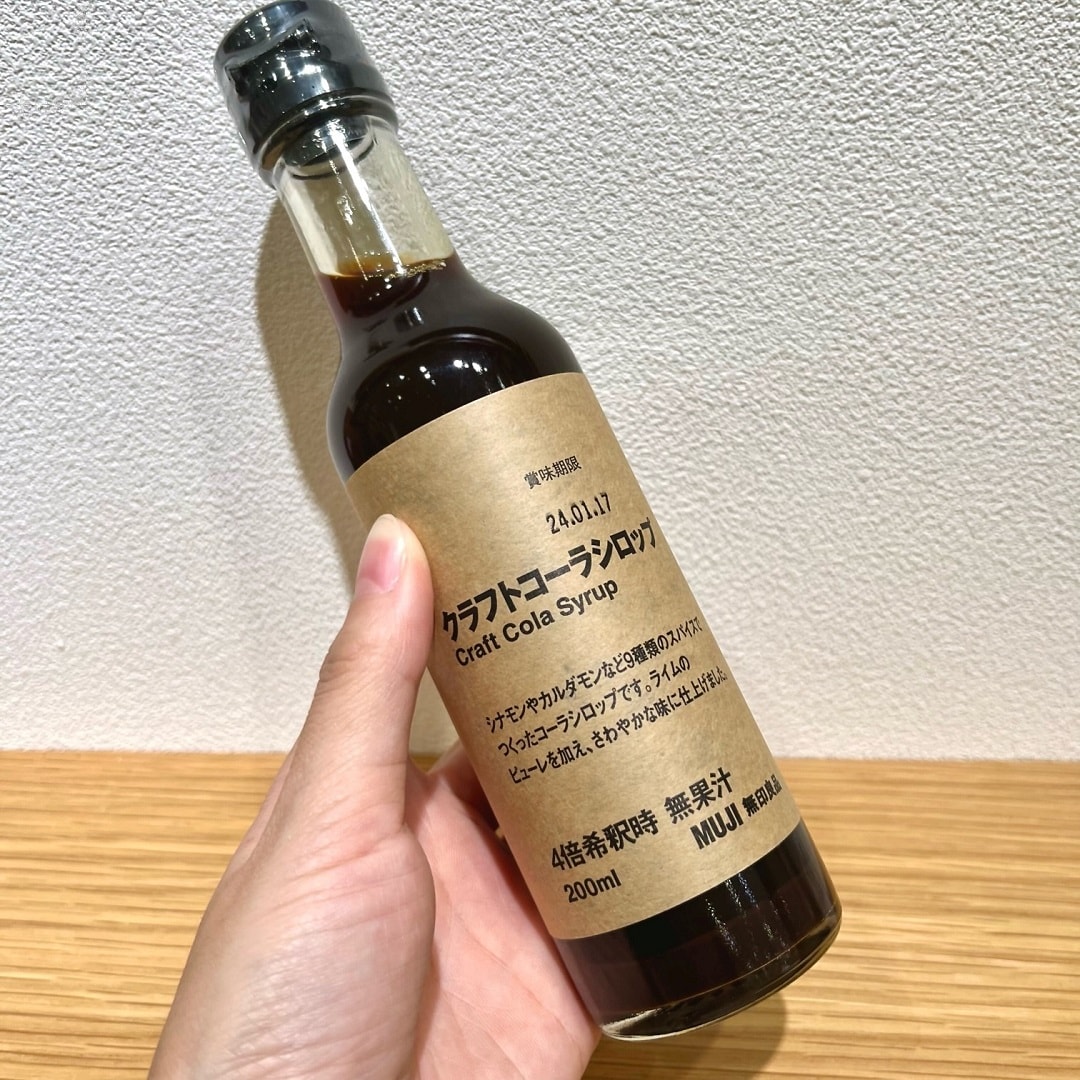 賞味期限
24.01.17
クラフトコーラシロップ
Craft Cola Syrup
シナモンやカルダモンなど9種類のスパイスで
つくったコーラシロップです。ライムの
ピューレを加え、さわやかな味に仕上げました。
4倍希釈時 無果汁
200ml
MUJI 無印良品